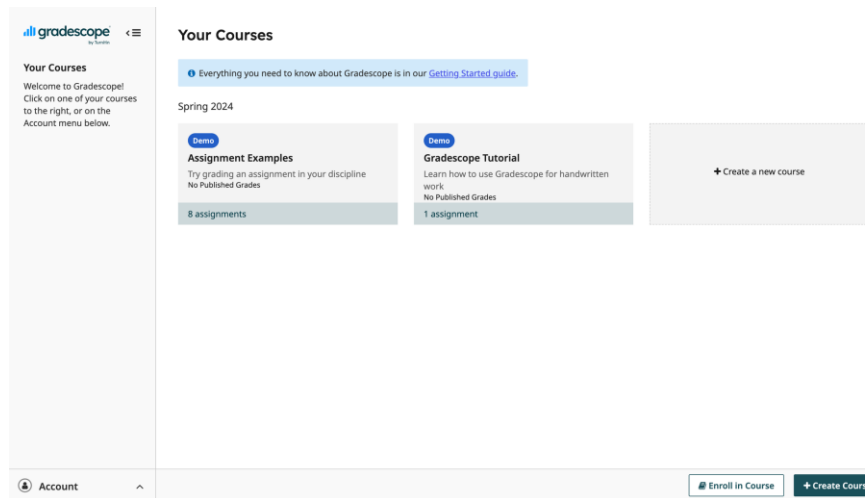 gradescope
by Turnitin
Your Courses
Welcome to Gradescope!
Click on one of your courses
to the right, or on the
Account menu below.
Account
Your Courses
Everything you need to know about Gradescope is in our Getting Started guide.
Spring 2024
Demo
Assignment Examples
Try grading an assignment in your discipline
No Published Grades
8 assignments
Demo
Gradescope Tutorial
Learn how to use Gradescope for handwritten
work
No Published Grades
1 assignment
+ Create a new course
Enroll in Course
+ Create Cour